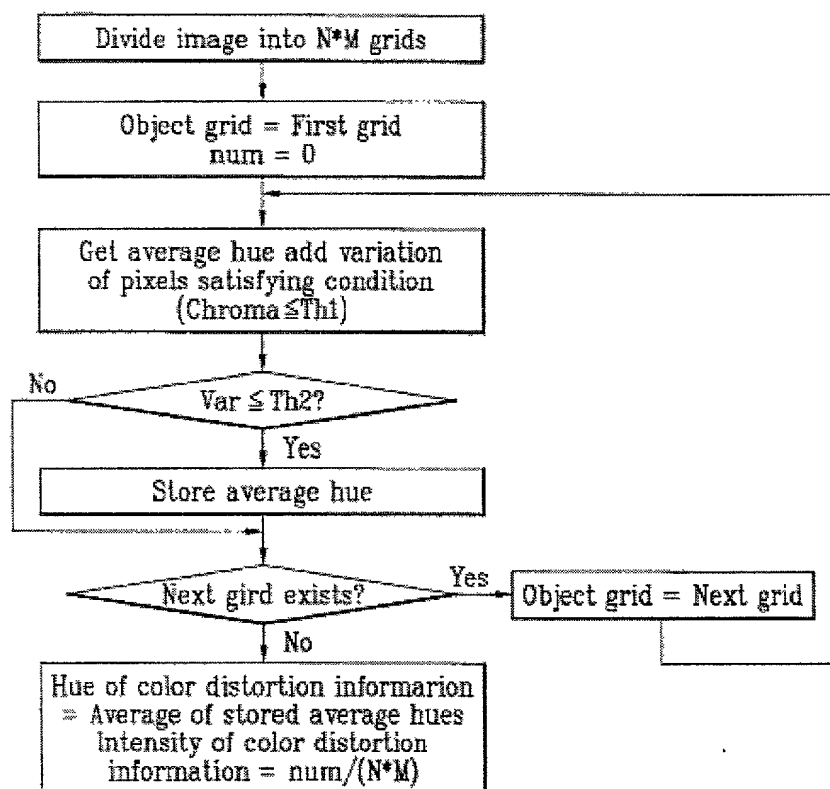 Divide image into N*M grids
Object grid = First grid
num = 0
Get average hue add variation
of pixels satisfying condition
(Chroma≦Th1)
No
Var ≦ Th2?
Yes
Store average hue
Next gird exists?
Yes
Object grid = Next grid
No
Hue of color distortion informarion
= Average of stored average hues
Intensity of color distortion
information = num/(N*M)